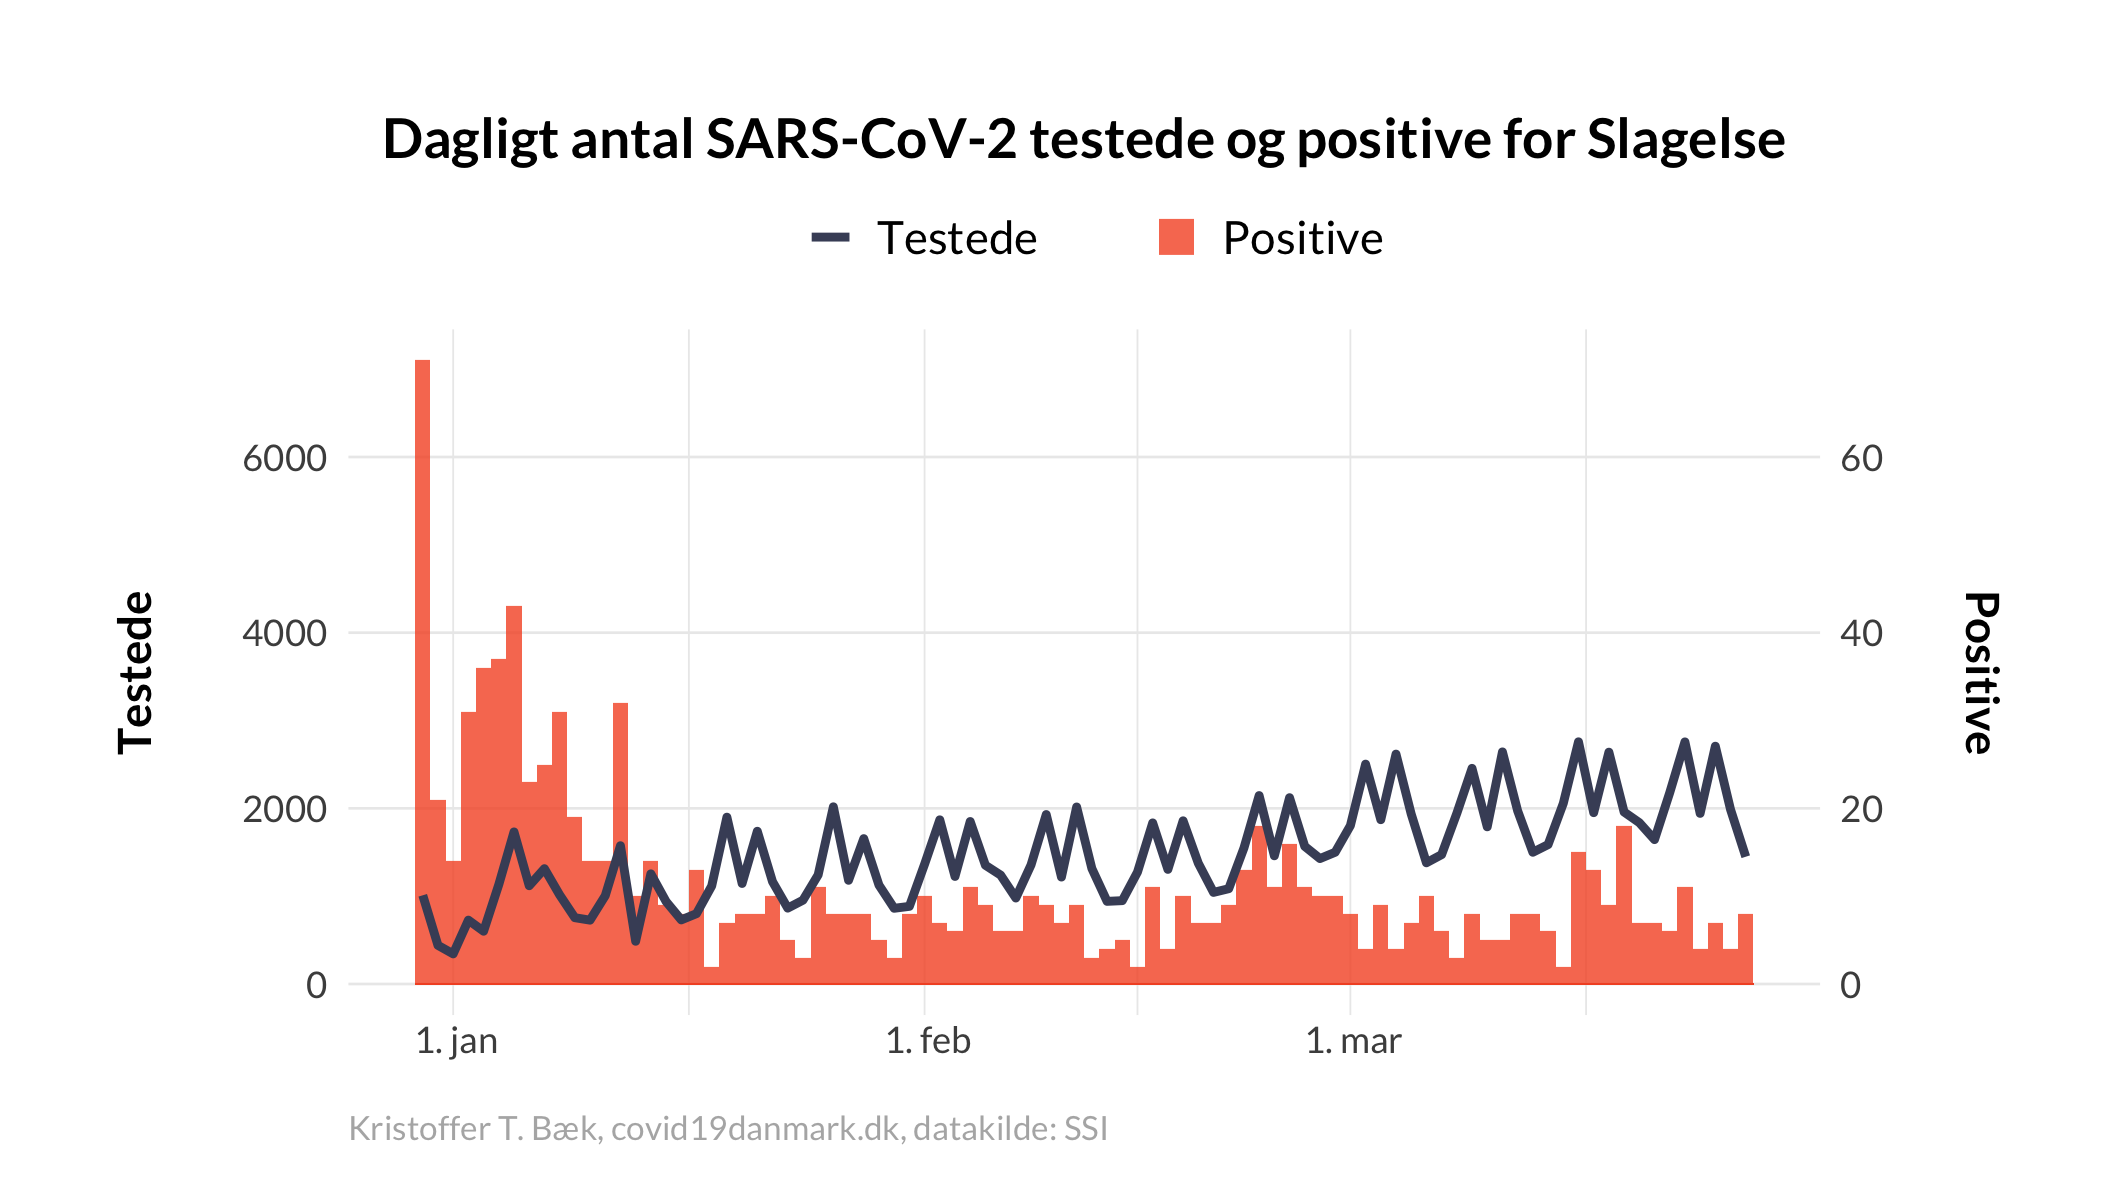 Dagligt antal SARS-CoV-2 testede og positive for Slagelse
Testede
Positive
6000
4000
2000
0
60
40
20
0
Testede
Positive
1. jan
1. feb
1. mar
Kristoffer T. Bæk, covid19danmark.dk, datakilde: SSI